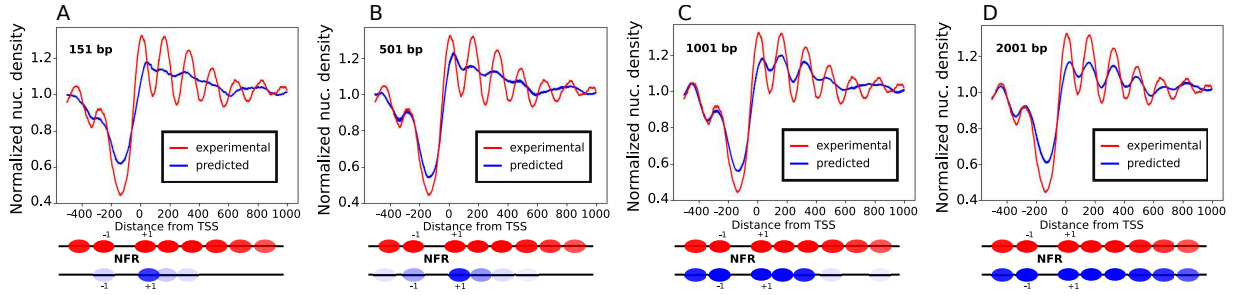 A
151 bp
Normalized nuc. density
1.2
1.0
0.8
0.6
0.4
experimental
predicted
-500 -400 -200 0 200 400 600 800 1000
Distance from TSS
-1 +1
NFR
-1 +1
B
501 bp
Normalized nuc. density
1.2
1.0
0.8
0.6
0.4
experimental
predicted
-500 -400 -200 0 200 400 600 800 1000
Distance from TSS
-1 +1
NFR
-1 +1
C
1001 bp
Normalized nuc. density
1.2
1.0
0.8
0.6
0.4
experimental
predicted
-500 -400 -200 0 200 400 600 800 1000
Distance from TSS
-1 +1
NFR
-1 +1
D
2001 bp
Normalized nuc. density
1.2
1.0
0.8
0.6
0.4
experimental
predicted
-500 -400 -200 0 200 400 600 800 1000
Distance from TSS
-1 +1
NFR
-1 +1